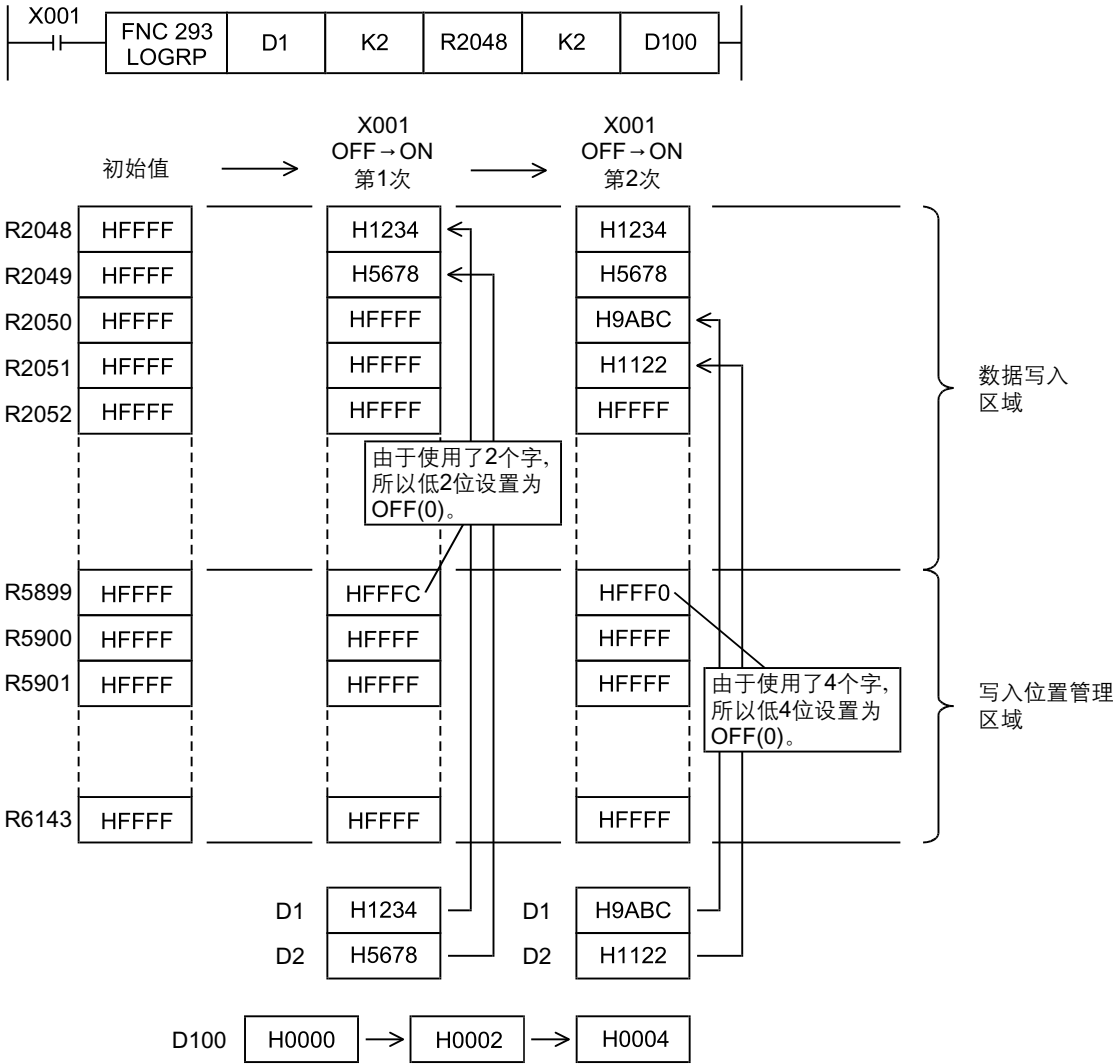 X001
FNC 293 LOGRP D1 K2 R2048 K2 D100
初始值
X001
OFF→ON
第1次
X001
OFF→ON
第2次
R2048 HFFFF H1234 H1234
R2049 HFFFF H5678 H5678
R2050 HFFFF HFFFF H9ABC
R2051 HFFFF HFFFF H1122
R2052 HFFFF HFFFF HFFFF
数据写入
区域
由于使用了2个字,
所以低2位设置为
OFF(0)。
R5899 HFFFF HFFFC HFFF0
R5900 HFFFF HFFFF HFFFF
R5901 HFFFF HFFFF HFFFF
由于使用了4个字,
所以低4位设置为
OFF(0)。
写入位置管理
区域
R6143 HFFFF HFFFF HFFFF
D1 H1234 D1 H9ABC
D2 H5678 D2 H1122
D100 H0000 H0002 H0004